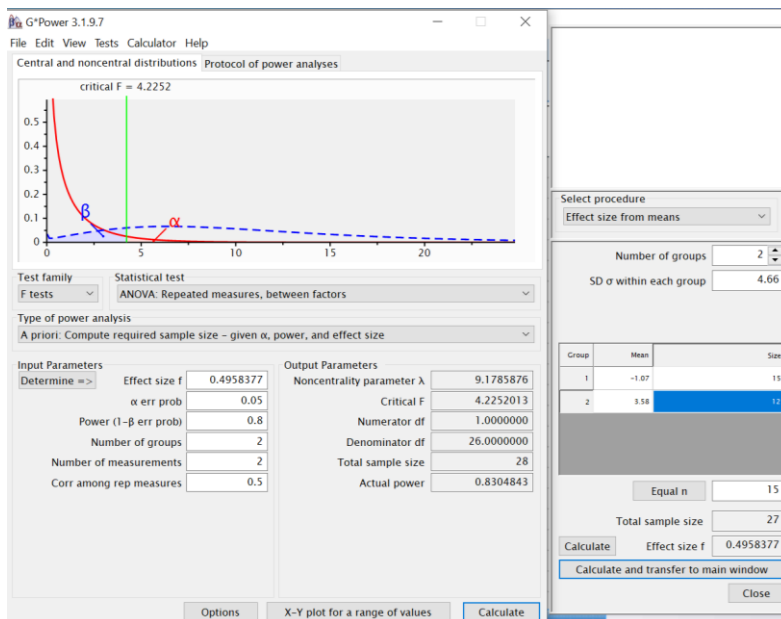 G*Power 3.1.9.7
File Edit View Tests Calculator Help
Central and noncentral distributions Protocol of power analyses
critical F = 4.2252
0.5
0.4
0.3
0.2
0.1
0
β
α
0 5 10 15 20
Test family Statistical test
F tests ANOVA: Repeated measures, between factors
Type of power analysis
A priori: Compute required sample size - given α, power, and effect size
Input Parameters
Determine => Effect size f 0.4958377
α err prob 0.05
Power (1-β err prob) 0.8
Number of groups 2
Number of measurements 2
Corr among rep measures 0.5
Output Parameters
Noncentrality parameter λ 9.1785876
Critical F 4.2252013
Numerator df 1.0000000
Denominator df 26.0000000
Total sample size 28
Actual power 0.8304843
Options X-Y plot for a range of values Calculate
Select procedure
Effect size from means
Number of groups 2
SD σ within each group 4.66
Group Mean Size
1 -1.07 15
2 3.58 12
Equal n 15
Total sample size 27
Calculate Effect size f 0.4958377
Calculate and transfer to main window
Close